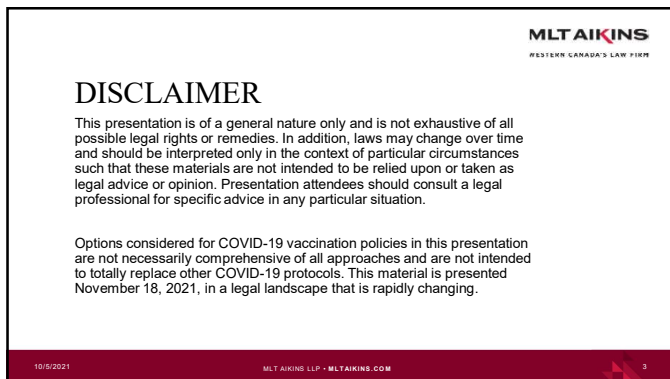 MLT AIKINS
WESTERN CANADA'S LAW FIRM
DISCLAIMER
This presentation is of a general nature only and is not exhaustive of all
possible legal rights or remedies. In addition, laws may change over time
and should be interpreted only in the context of particular circumstances
such that these materials are not intended to be relied upon or taken as
legal advice or opinion. Presentation attendees should consult a legal
professional for specific advice in any particular situation.
Options considered for COVID-19 vaccination policies in this presentation
are not necessarily comprehensive of all approaches and are not intended
to totally replace other COVID-19 protocols. This material is presented
November 18, 2021, in a legal landscape that is rapidly changing.
10/5/2021 MLT AIKINS LLP • MLTAIKINS.COM 3